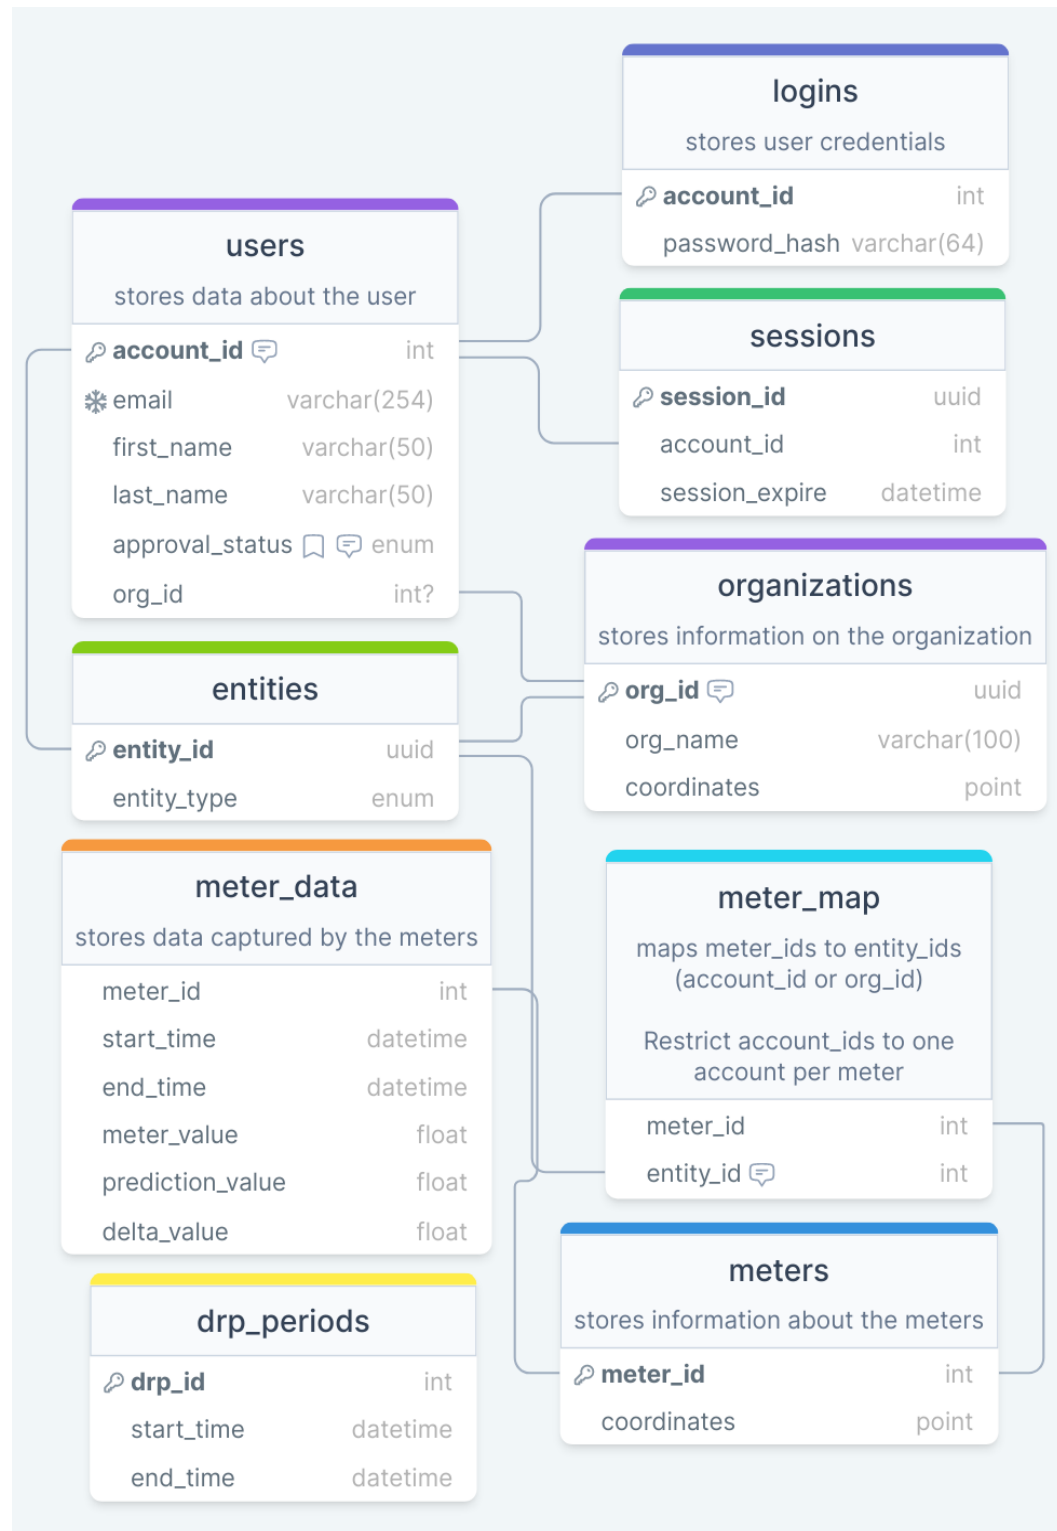 logins
stores user credentials
account_id int
password_hash varchar(64)
users
stores data about the user
account_id int
email varchar(254)
first_name varchar(50)
last_name varchar(50)
approval_status enum
org_id int?
sessions
session_id uuid
account_id int
session_expire datetime
organizations
stores information on the organization
org_id uuid
org_name varchar(100)
coordinates point
entities
entity_id uuid
entity_type enum
meter_data
stores data captured by the meters
meter_id int
start_time datetime
end_time datetime
meter_value float
prediction_value float
delta_value float
meter_map
maps meter_ids to entity_ids
(account_id or org_id)
Restrict account_ids to one
account per meter
meter_id int
entity_id int
meters
stores information about the meters
meter_id int
coordinates point
drp_periods
drp_id int
start_time datetime
end_time datetime